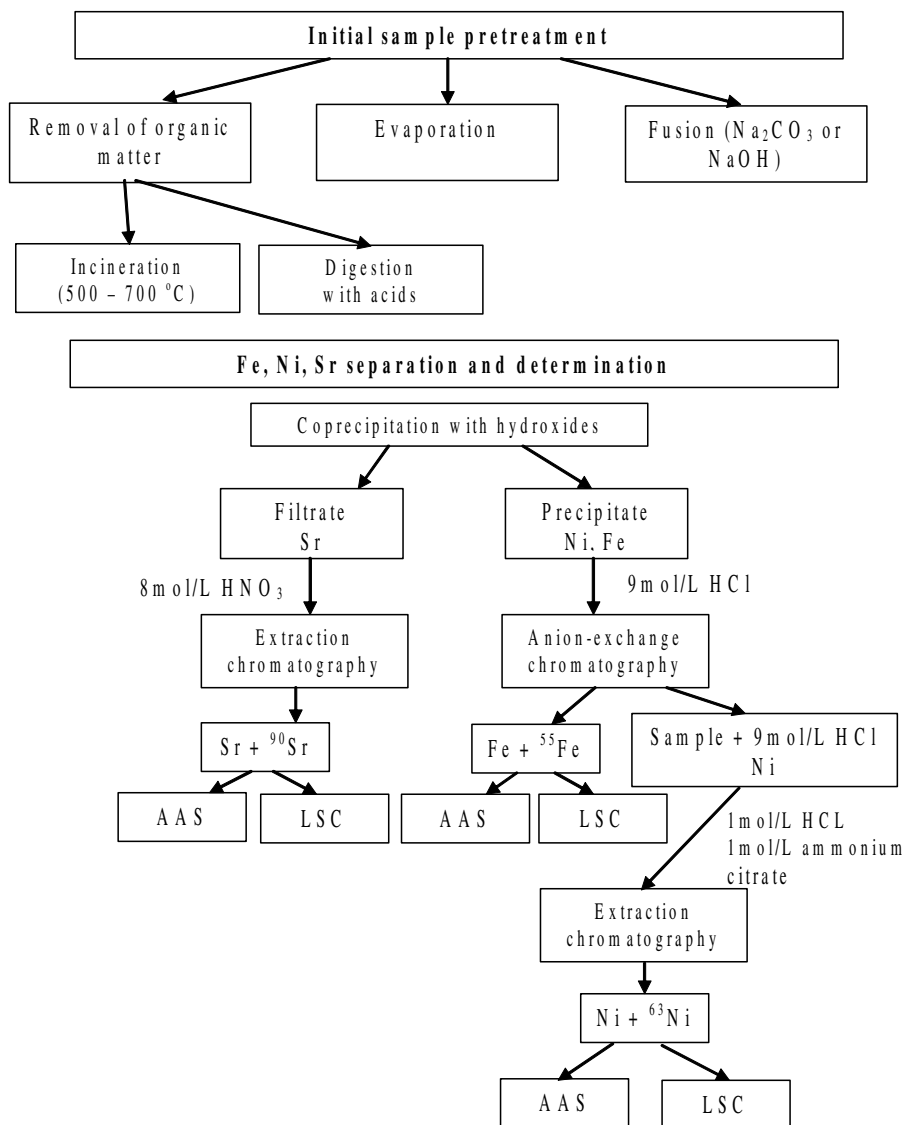 Initial sample pretreatment
Removal of organic
matter
Evaporation
Fusion (Na₂CO₃ or
NaOH)
Incineration
(500 – 700 °C)
Digestion
with acids
Fe, Ni, Sr separation and determination
Coprecipitation with hydroxides
Filtrate
Sr
Precipitate
Ni, Fe
8mol/L HNO₃
9mol/L HCl
Extraction
chromatography
Anion-exchange
chromatography
Sr + ⁹⁰Sr
Fe + ⁵⁵Fe
Sample + 9mol/L HCl
Ni
AAS
LSC
AAS
LSC
1mol/L HCL
1mol/L ammonium
citrate
Extraction
chromatography
Ni + ⁶³Ni
AAS
LSC